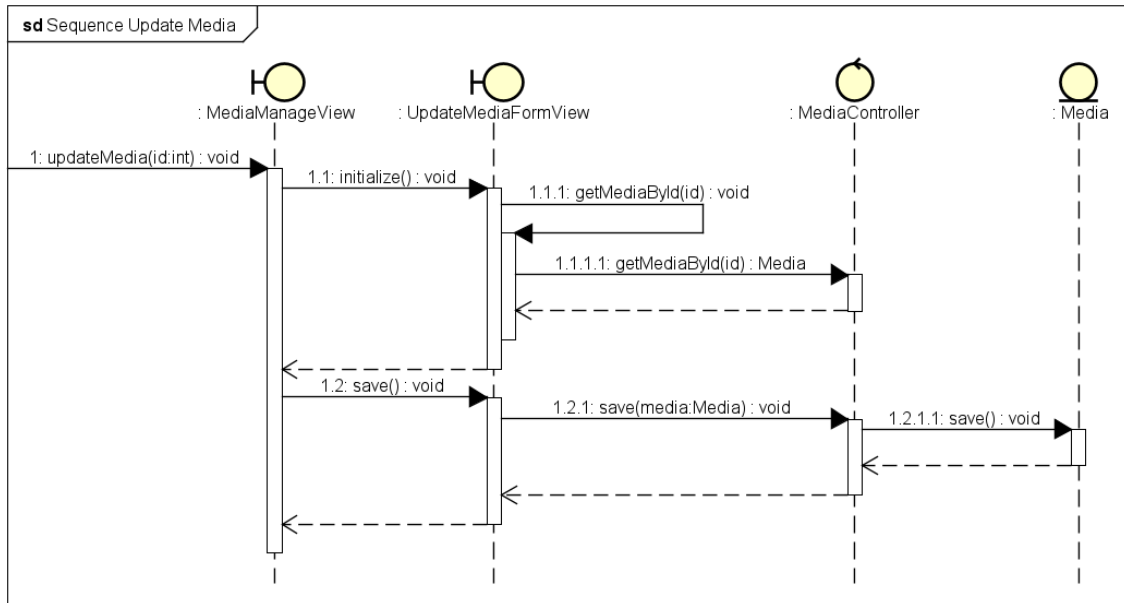 sd Sequence Update Media
: MediaManageView
: UpdateMediaFormView
: MediaController
: Media
1: updateMedia(id:int) : void
1.1: initialize() : void
1.1.1: getMediaById(id) : void
1.1.1.1: getMediaById(id) : Media
1.2: save() : void
1.2.1: save(media:Media) : void
1.2.1.1: save() : void